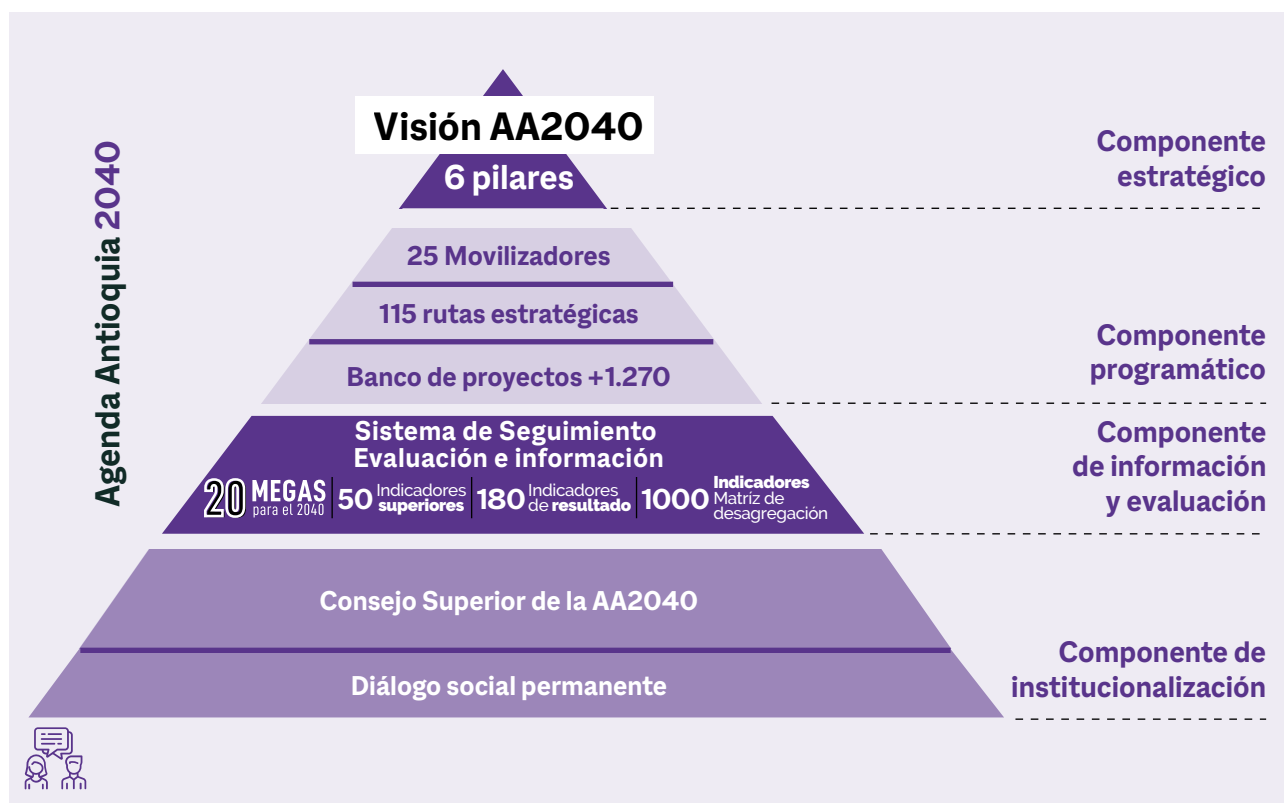 Agenda Antioquia 2040
Visión AA2040
6 pilares
Componente
estratégico
25 Movilizadores
115 rutas estratégicas
Banco de proyectos +1.270
Componente
programático
Sistema de Seguimiento
Evaluación e información
20 MEGAS
para el 2040
50 Indicadores
superiores
180 Indicadores
de resultado
1000 Indicadores
Matríz de
desagregación
Componente
de información
y evaluación
Consejo Superior de la AA2040
Diálogo social permanente
Componente de
institucionalización